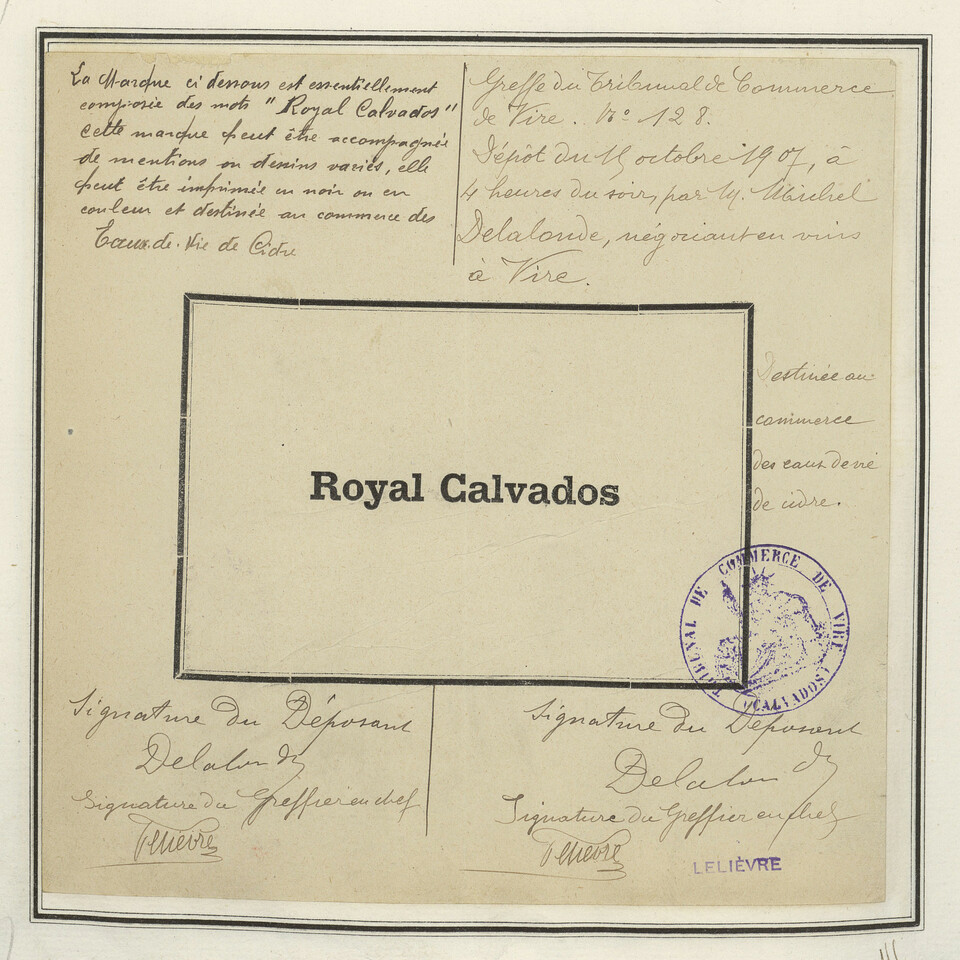 La Marque ci dessous est essentiellement
composée des mots "Royal Calvados"
cette marque peut être accompagnée
de mentions ou dessins variés, elle
peut être imprimée en noir ou en
couleur et destinée au commerce des
Eaux-de-Vie de Cidre
Greffe du Tribunal de Commerce
de Vire. No 128.
Dépôt du octobre 1907, à
4 heures du soir, par M. Michel
Delalonde, négociant en vins
à Vire.
Royal Calvados
Destinée au
commerce
des eaux de vie
de cidre.
TRIBUNAL DE COMMERCE DE VIRE
(CALVADOS)
Signature du Déposant
Delalonde
Signature du Greffier en chef
Lelièvre
Signature du Déposant
Delalonde
Signature du Greffier en chef
Lelièvre
LELIÈVRE